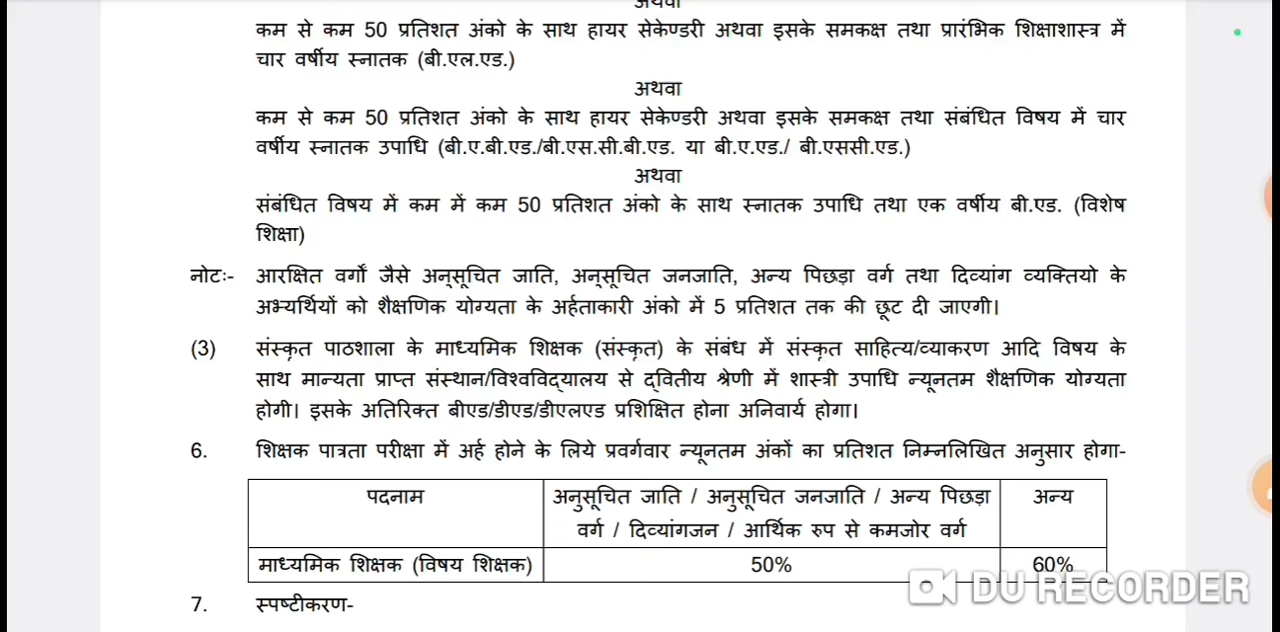 अथवा
कम से कम 50 प्रतिशत अंको के साथ हायर सेकेण्डरी अथवा इसके समकक्ष तथा प्रारंभिक शिक्षाशास्त्र में
चार वर्षीय स्नातक (बी.एल.एड.)
अथवा
कम से कम 50 प्रतिशत अंको के साथ हायर सेकेण्डरी अथवा इसके समकक्ष तथा संबंधित विषय में चार
वर्षीय स्नातक उपाधि (बी.ए.बी.एड./बी.एस.सी.बी.एड. या बी.ए.एड./ बी.एससी.एड.)
अथवा
संबंधित विषय में कम में कम 50 प्रतिशत अंको के साथ स्नातक उपाधि तथा एक वर्षीय बी.एड. (विशेष
शिक्षा)
नोटः- आरक्षित वर्गों जैसे अनुसूचित जाति, अनुसूचित जनजाति, अन्य पिछड़ा वर्ग तथा दिव्यांग व्यक्तियो के
अभ्यर्थियों को शैक्षणिक योग्यता के अर्हताकारी अंको में 5 प्रतिशत तक की छूट दी जाएगी।
(3) संस्कृत पाठशाला के माध्यमिक शिक्षक (संस्कृत) के संबंध में संस्कृत साहित्य/व्याकरण आदि विषय के
साथ मान्यता प्राप्त संस्थान/विश्वविद्यालय से द्वितीय श्रेणी में शास्त्री उपाधि न्यूनतम शैक्षणिक योग्यता
होगी। इसके अतिरिक्त बीएड/डीएड/डीएलएड प्रशिक्षित होना अनिवार्य होगा।
6. शिक्षक पात्रता परीक्षा में अर्ह होने के लिये प्रवर्गवार न्यूनतम अंकों का प्रतिशत निम्नलिखित अनुसार होगा-
पदनाम अनुसूचित जाति / अनुसूचित जनजाति / अन्य पिछड़ा अन्य
वर्ग / दिव्यांगजन / आर्थिक रुप से कमजोर वर्ग
माध्यमिक शिक्षक (विषय शिक्षक) 50% 60%
DU RECORDER
7. स्पष्टीकरण-